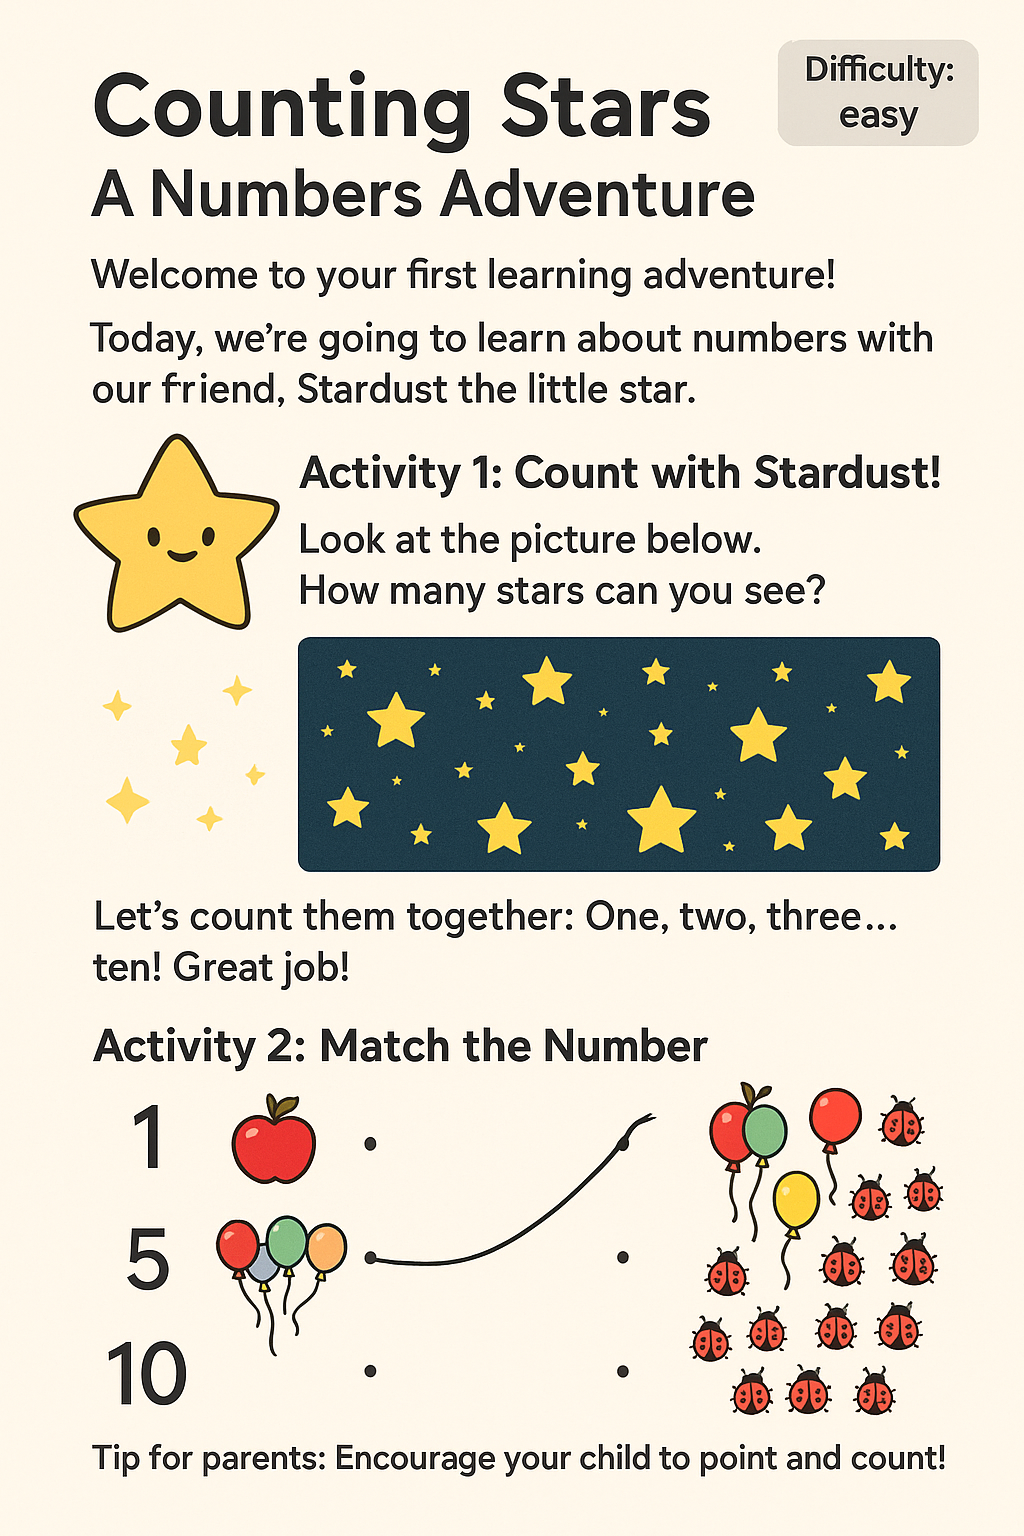 Difficulty:
easy
Counting Stars
A Numbers Adventure
Welcome to your first learning adventure!
Today, we’re going to learn about numbers with
our friend, Stardust the little star.
Activity 1: Count with Stardust!
Look at the picture below.
How many stars can you see?
Let’s count them together: One, two, three...
ten! Great job!
Activity 2: Match the Number
1
5
10
Tip for parents: Encourage your child to point and count!